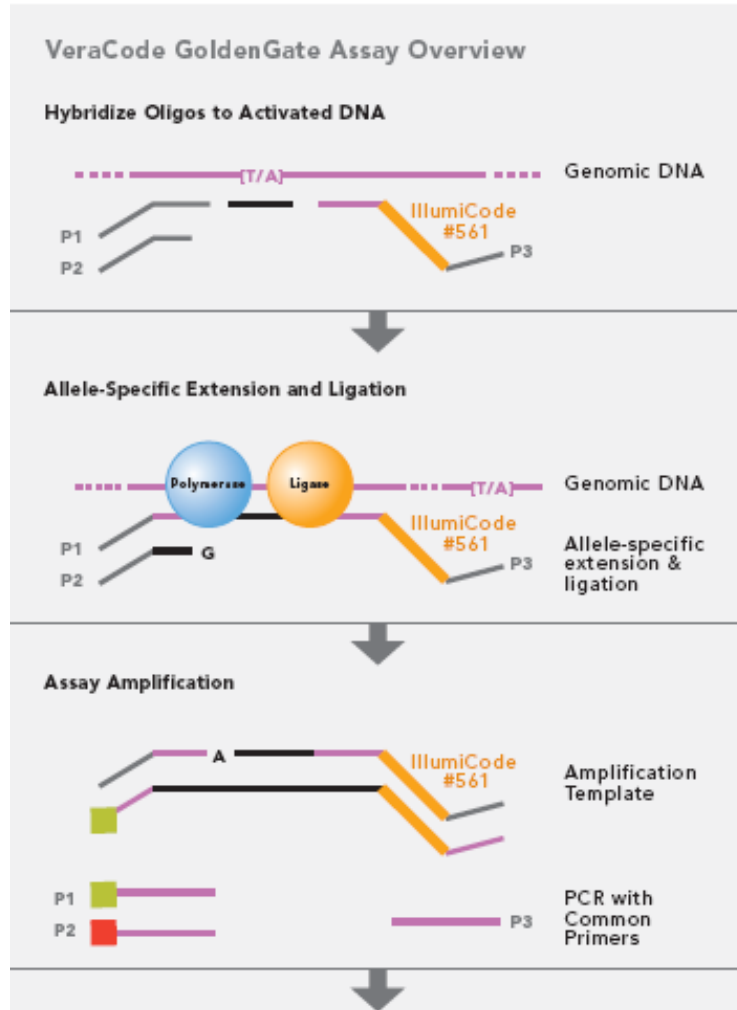 VeraCode GoldenGate Assay Overview
Hybridize Oligos to Activated DNA
[T/A]
Genomic DNA
P1
P2
IllumiCode
#561
P3
Allele-Specific Extension and Ligation
Polymerase
Ligase
[T/A]
Genomic DNA
P1
P2
G
IllumiCode
#561
P3
Allele-specific
extension &
ligation
Assay Amplification
A
IllumiCode
#561
Amplification
Template
P1
P2
P3
PCR with
Common
Primers